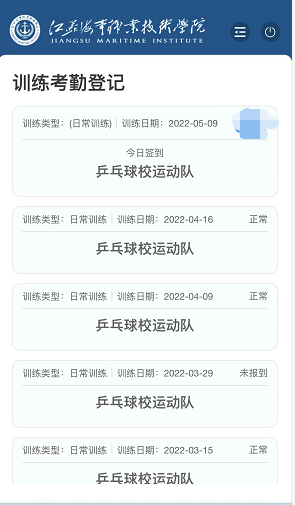 江苏海事职业技术学院
JIANGSU MARITIME INSTITUTE
训练考勤登记
训练类型：(日常训练) 训练日期：2022-05-09
今日签到
乒乓球校运动队
训练类型：日常训练 训练日期：2022-04-16 正常
乒乓球校运动队
训练类型：日常训练 训练日期：2022-04-09 正常
乒乓球校运动队
训练类型：日常训练 训练日期：2022-03-29 未报到
乒乓球校运动队
训练类型：日常训练 训练日期：2022-03-15 正常
乒乓球校运动队